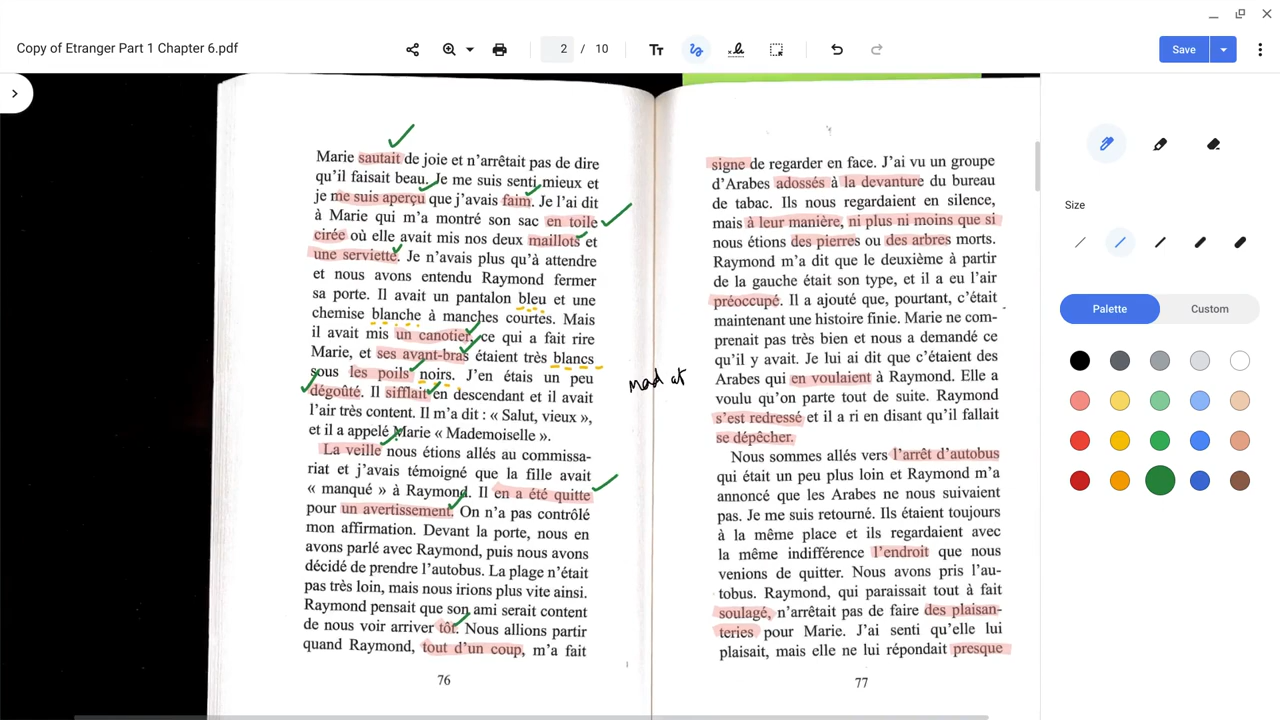 Copy of Etranger Part 1 Chapter 6.pdf
2 / 10
Tт
Save
Marie sautait de joie et n'arrêtait pas de dire
qu'il faisait beau. Je me suis senti mieux et
je me suis aperçu que j'avais faim. Je l'ai dit
à Marie qui m'a montré son sac en toile
cirée où elle avait mis nos deux maillots et
une serviette. Je n'avais plus qu'à attendre
et nous avons entendu Raymond fermer
sa porte. Il avait un pantalon bleu et une
chemise blanche à manches courtes. Mais
il avait mis un canotier, ce qui a fait rire
Marie, et ses avant-bras étaient très blancs
sous les poils noirs. J'en étais un peu
dégoûté. Il sifflait en descendant et il avait
l'air très content. Il m'a dit : « Salut, vieux »,
et il a appelé Marie « Mademoiselle ».
La veille nous étions allés au commissa-
riat et j'avais témoigné que la fille avait
« manqué » à Raymond. Il en a été quitte
pour un avertissement. On n'a pas contrôlé
mon affirmation. Devant la porte, nous en
avons parlé avec Raymond, puis nous avons
décidé de prendre l'autobus. La plage n'était
pas très loin, mais nous irions plus vite ainsi.
Raymond pensait que son ami serait content
de nous voir arriver tôt. Nous allions partir
quand Raymond, tout d'un coup, m'a fait
76
mad at
signe de regarder en face. J'ai vu un groupe
d'Arabes adossés à la devanture du bureau
de tabac. Ils nous regardaient en silence,
mais à leur manière, ni plus ni moins que si
nous étions des pierres ou des arbres morts.
Raymond m'a dit que le deuxième à partir
de la gauche était son type, et il a eu l'air
préoccupé. Il a ajouté que, pourtant, c'était
maintenant une histoire finie. Marie ne com-
prenait pas très bien et nous a demandé ce
qu'il y avait. Je lui ai dit que c'étaient des
Arabes qui en voulaient à Raymond. Elle a
voulu qu'on parte tout de suite. Raymond
s'est redressé et il a ri en disant qu'il fallait
se dépêcher.
Nous sommes allés vers l'arrêt d'autobus
qui était un peu plus loin et Raymond m'a
annoncé que les Arabes ne nous suivaient
pas. Je me suis retourné. Ils étaient toujours
à la même place et ils regardaient avec
la même indifférence l'endroit que nous
venions de quitter. Nous avons pris l'au-
tobus. Raymond, qui paraissait tout à fait
soulagé, n'arrêtait pas de faire des plaisan-
teries pour Marie. J'ai senti qu'elle lui
plaisait, mais elle ne lui répondait presque
77
Size
Palette
Custom